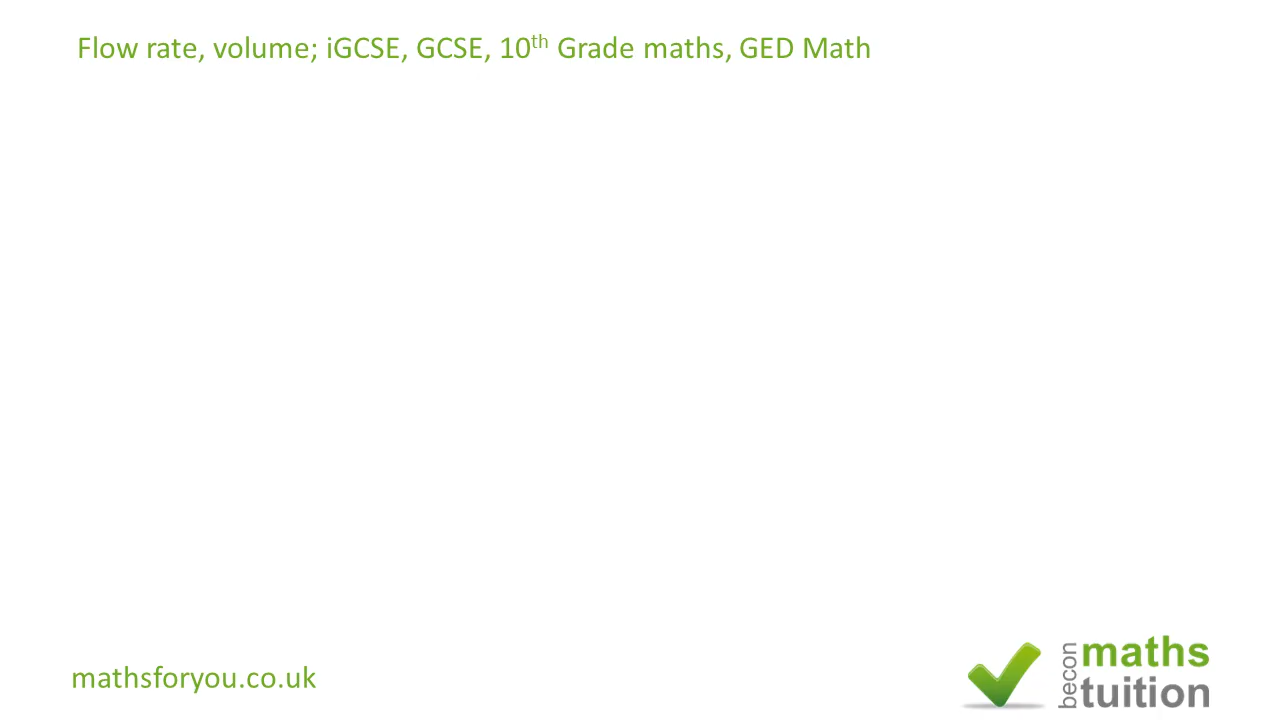 Flow rate, volume; iGCSE, GCSE, 10th Grade maths, GED Math
mathsforyou.co.uk
becon
maths
tuition